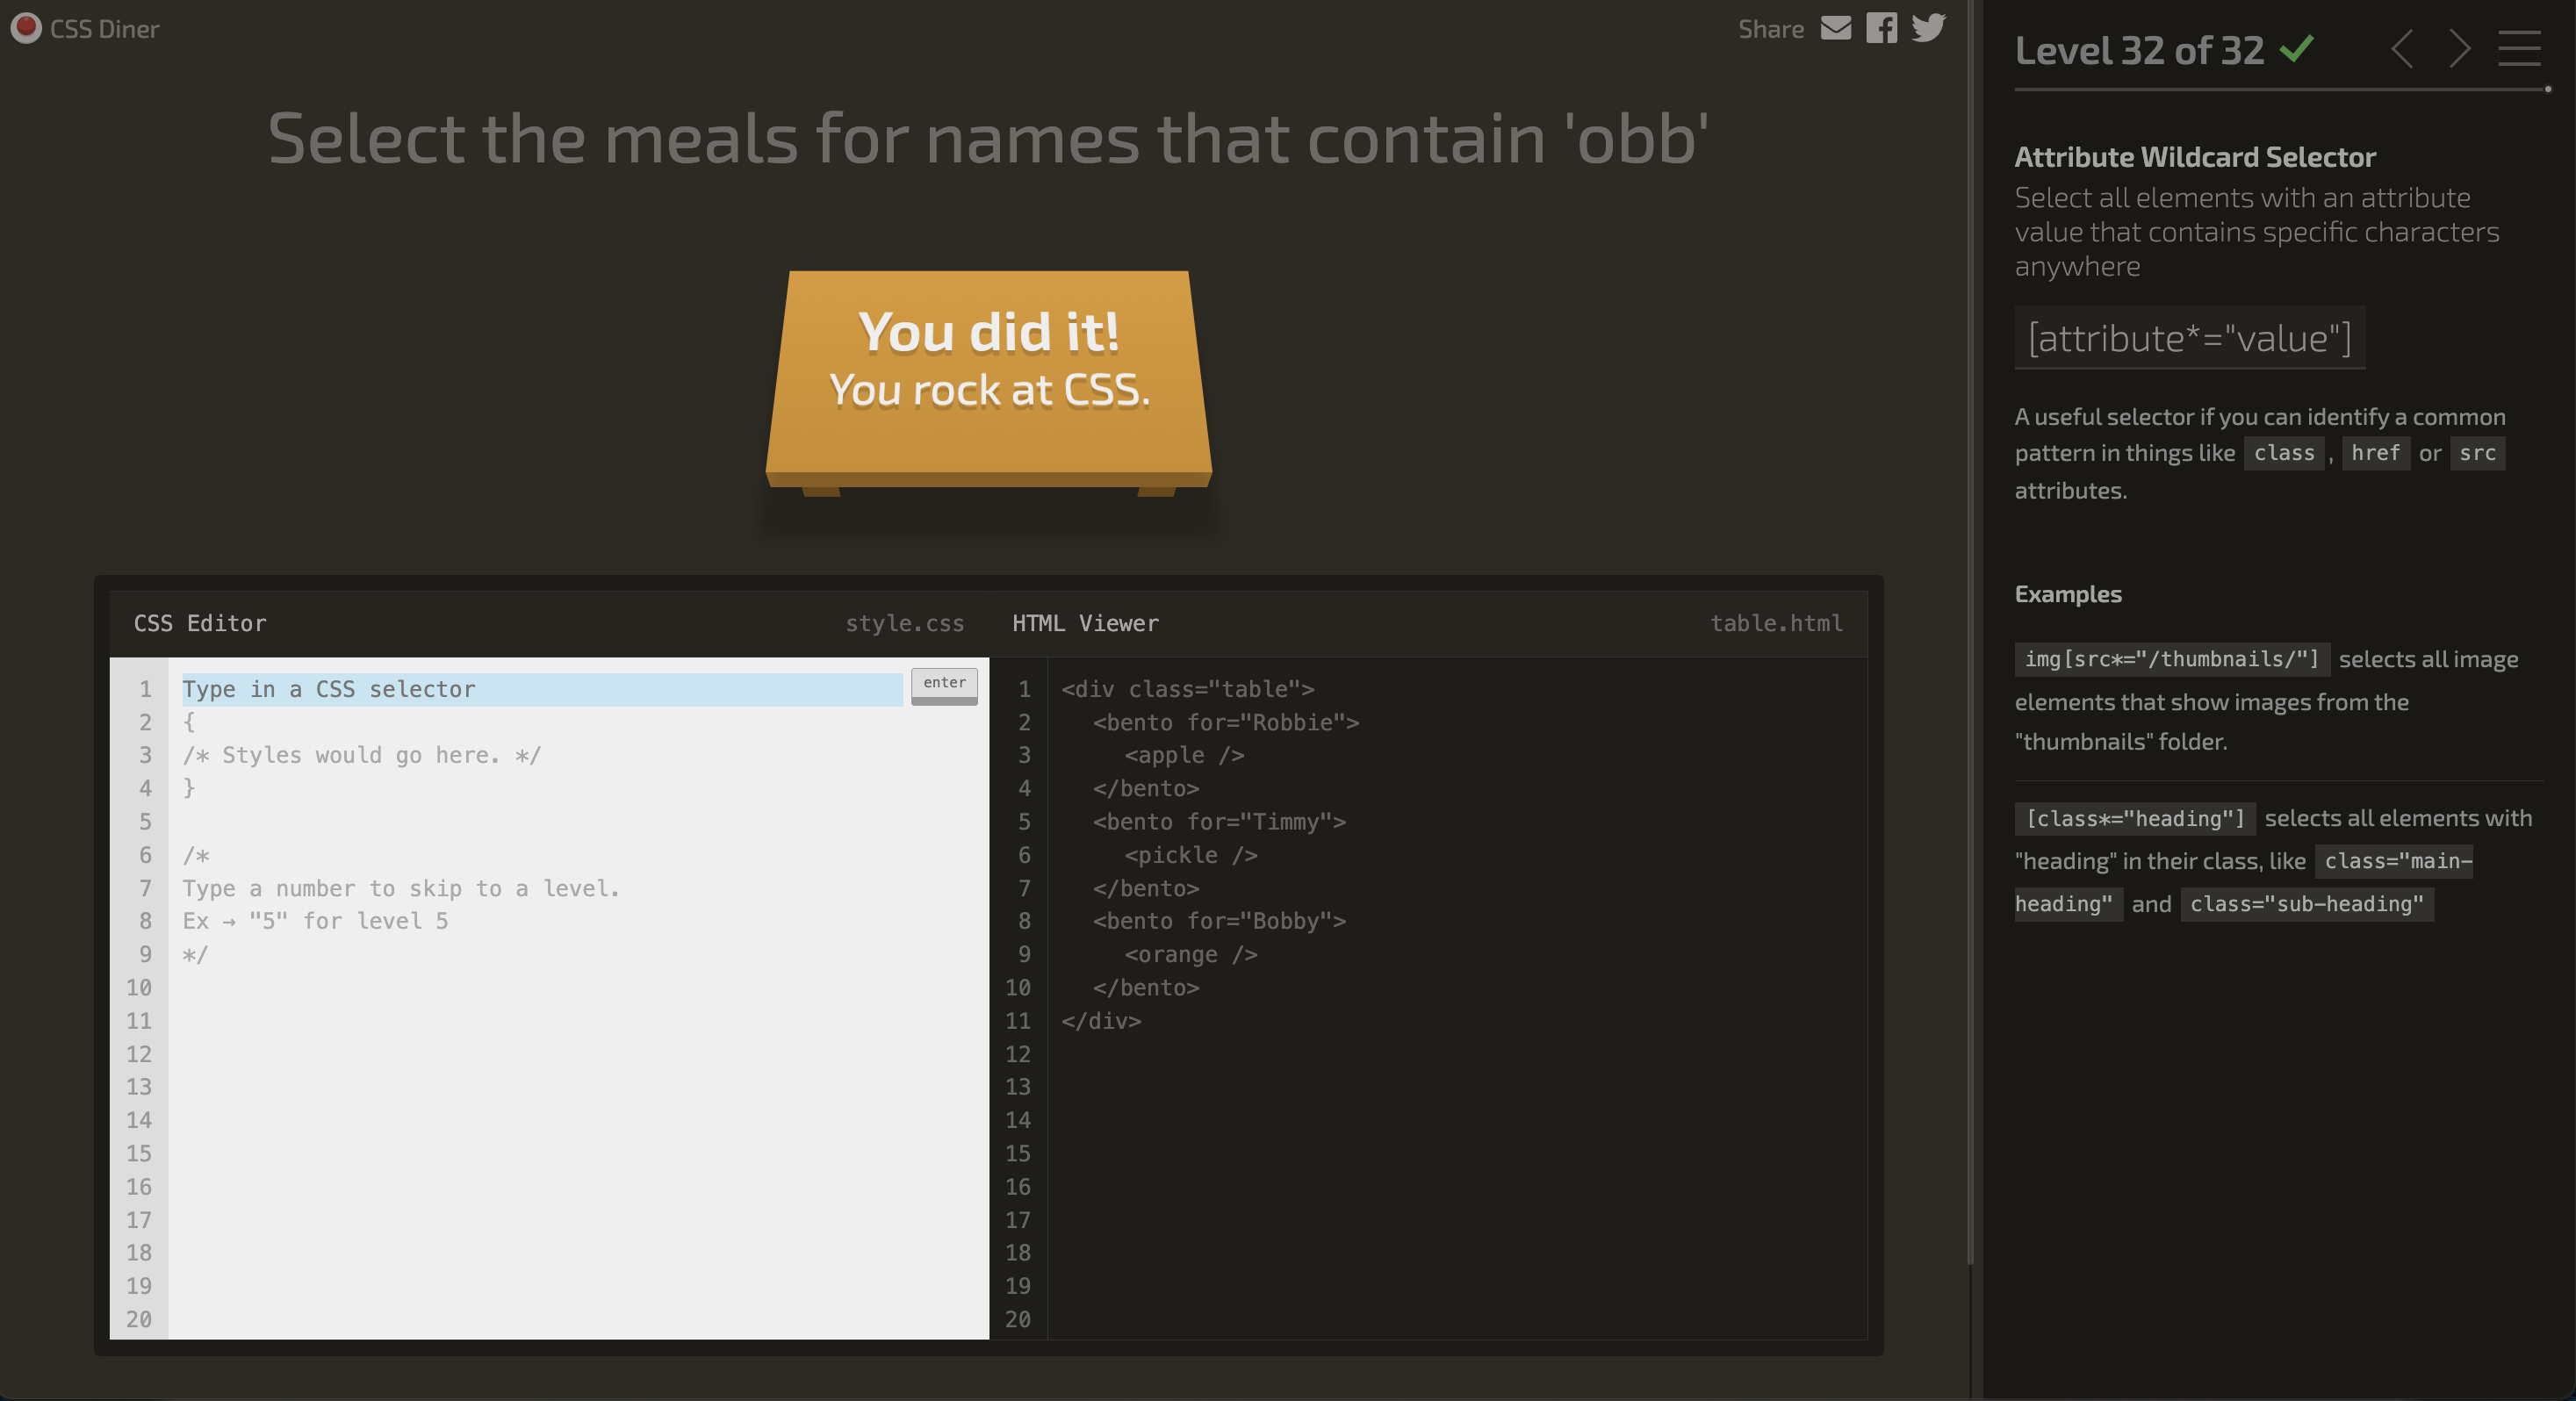 CSS Diner
Share
Select the meals for names that contain 'obb'
You did it!
You rock at CSS.
CSS Editor
style.css
1
2
3
4
5
6
7
8
9
10
11
12
13
14
15
16
17
18
19
20
Type in a CSS selector
enter
{
/* Styles would go here. */
}
/*
Type a number to skip to a level.
Ex → "5" for level 5
*/
HTML Viewer
table.html
1
2
3
4
5
6
7
8
9
10
11
12
13
14
15
16
17
18
19
20
<div class="table">
<bento for="Robbie">
<apple />
</bento>
<bento for="Timmy">
<pickle />
</bento>
<bento for="Bobby">
<orange />
</bento>
</div>
Level 32 of 32
Attribute Wildcard Selector
Select all elements with an attribute
value that contains specific characters
anywhere
[attribute*="value"]
A useful selector if you can identify a common
pattern in things like class , href or src
attributes.
Examples
img[src*="/thumbnails/"] selects all image
elements that show images from the
"thumbnails" folder.
[class*="heading"] selects all elements with
"heading" in their class, like class="main-
heading" and class="sub-heading"